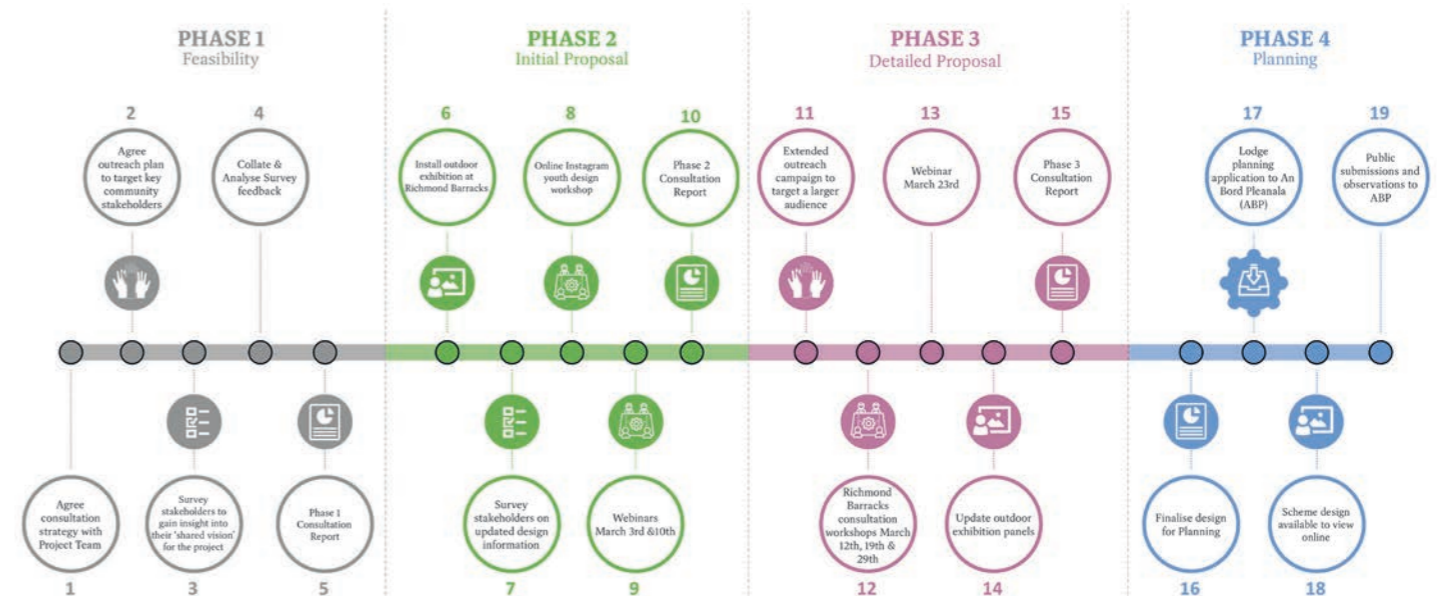 PHASE 1
Feasibility
PHASE 2
Initial Proposal
PHASE 3
Detailed Proposal
PHASE 4
Planning
2
Agree
outreach plan
to target key
community
stakeholders
4
Collate &
Analyse Survey
feedback
6
Install outdoor
exhibition at
Richmond Barracks
8
Online Instagram
youth design
workshop
10
Phase 2
Consultation
Report
11
Extended
outreach
campaign to
target a larger
audience
13
Webinar
March 23rd
15
Phase 3
Consultation
Report
17
Lodge
planning
application to An
Bord Pleanala
(ABP)
19
Public
submissions and
observations to
ABP
Agree
consultation
strategy with
Project Team
1
Survey
stakeholders to
gain insight into
their 'shared vision'
for the project
3
Phase 1
Consultation
Report
5
Survey
stakeholders on
updated design
information
7
Webinars
March 3rd &10th
9
Richmond
Barracks
consultation
workshops March
12th, 19th &
29th
12
Update outdoor
exhibition panels
14
Finalise design
for Planning
16
Scheme design
available to view
online
18